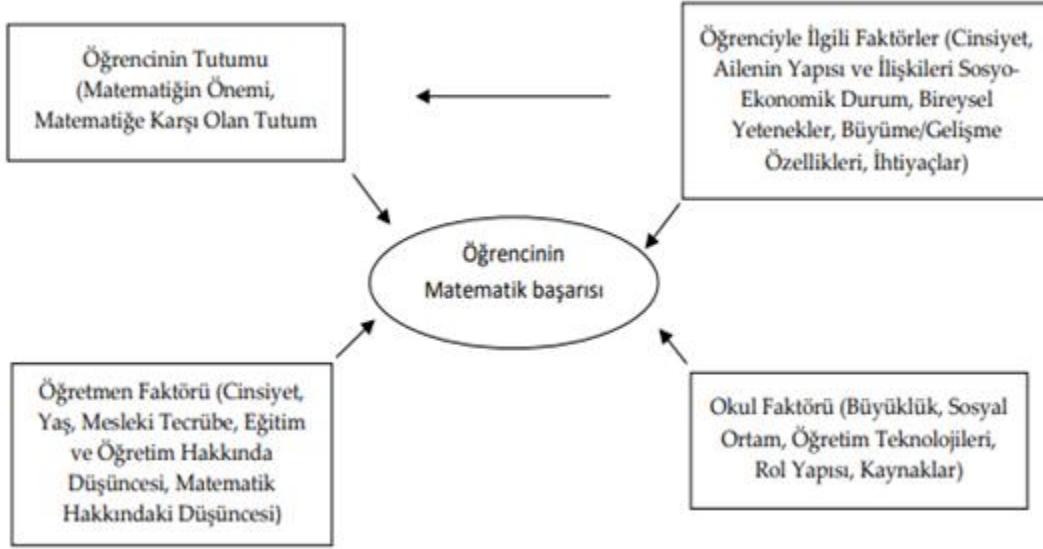 Öğrencinin Tutumu
(Matematiğin Önemi,
Matematiğe Karşı Olan Tutum
Öğrenciyle İlgili Faktörler (Cinsiyet,
Ailenin Yapısı ve İlişkileri Sosyo-
Ekonomik Durum, Bireysel
Yetenekler, Büyüme/Gelişme
Özellikleri, İhtiyaçlar)
Öğrencinin
Matematik başarısı
Öğretmen Faktörü (Cinsiyet,
Yaş, Mesleki Tecrübe, Eğitim
ve Öğretim Hakkında
Düşüncesi, Matematik
Hakkındaki Düşüncesi)
Okul Faktörü (Büyüklük, Sosyal
Ortam, Öğretim Teknolojileri,
Rol Yapısı, Kaynaklar)